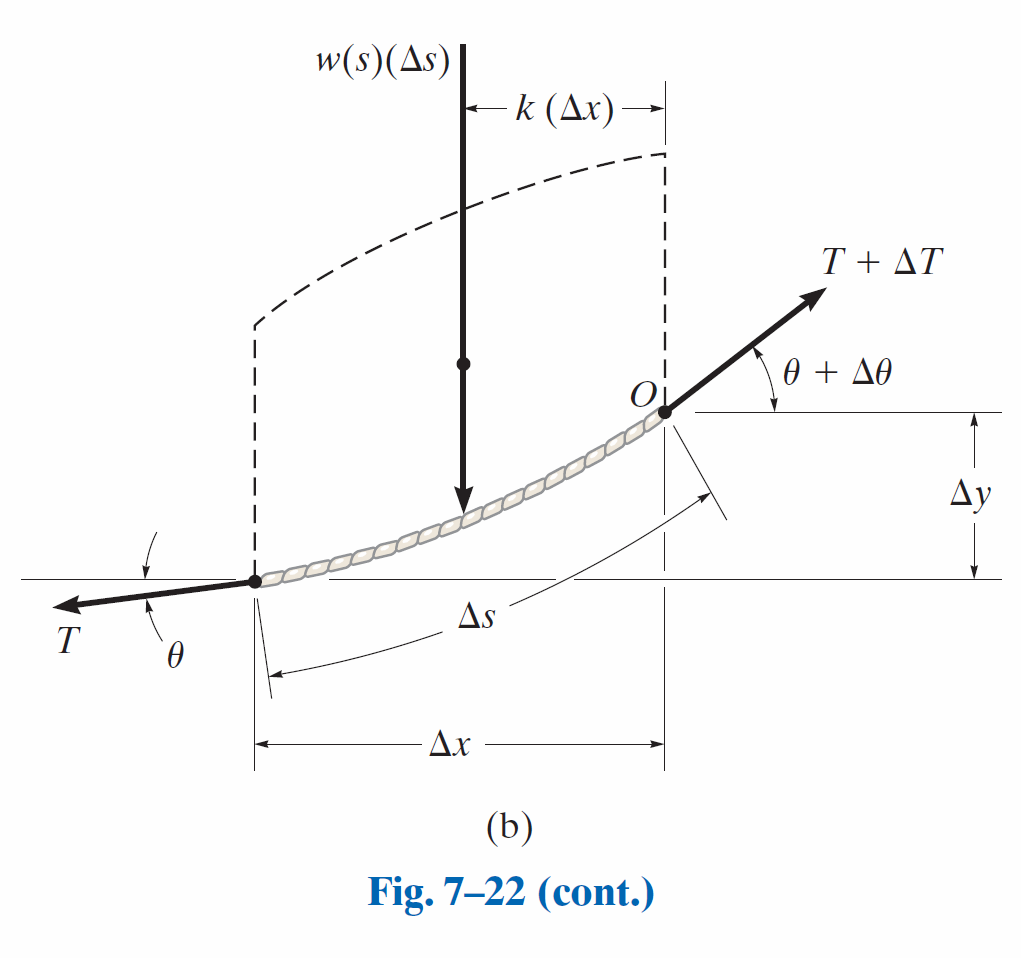 w(s)(Δs)
k (Δx)
T + ΔT
θ + Δθ
O
Δy
T
θ
Δs
Δx
(b)
Fig. 7–22 (cont.)